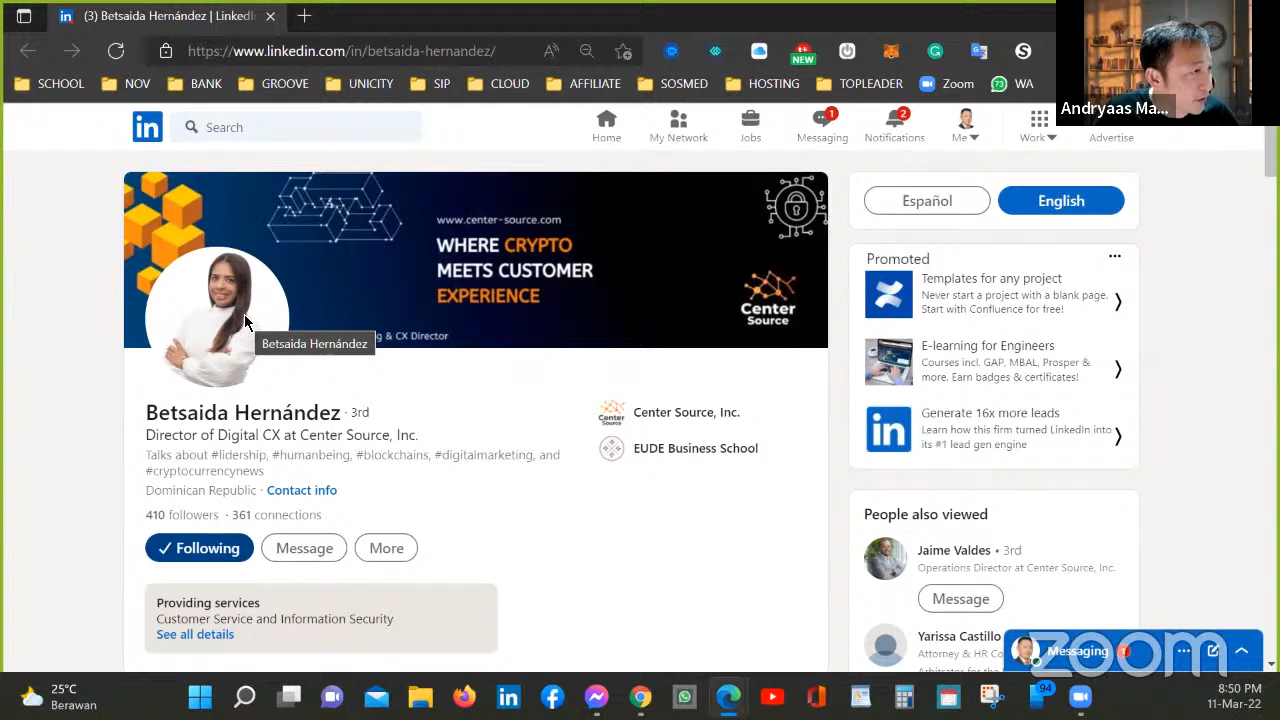 (3) Betsaida Hernández | LinkedI
https://www.linkedin.com/in/betsaida-hernandez/
NEW
SCHOOL NOV BANK GROOVE UNICITY SIP CLOUD AFFILIATE SOSMED HOSTING TOPLEADER Zoom 73 WA
Andryaas Ma...
in Search
Home My Network Jobs Messaging 1 Notifications 2 Me Work Advertise
www.center-source.com
WHERE CRYPTO
MEETS CUSTOMER
EXPERIENCE
Center
Source
g & CX Director
Betsaida Hernández
Betsaida Hernández · 3rd
Director of Digital CX at Center Source, Inc.
Talks about #lidership, #humanbeing, #blockchains, #digitalmarketing, and
#cryptocurrencynews
Dominican Republic · Contact info
410 followers · 361 connections
Following Message More
Center Source, Inc.
EUDE Business School
Providing services
Customer Service and Information Security
See all details
Español English
Promoted
Templates for any project
Never start a project with a blank page.
Start with Confluence for free!
E-learning for Engineers
Courses incl. GAP, MBAL, Prosper &
more. Earn badges & certificates!
Generate 16x more leads
Learn how this firm turned LinkedIn into
its #1 lead gen engine
People also viewed
Jaime Valdes • 3rd
Operations Director at Center Source, Inc.
Message
Yarissa Castillo
Attorney & HR Co
Arbitrator for the
Messaging 1
zoom
25°C
Berawan
94
8:50 PM
11-Mar-22